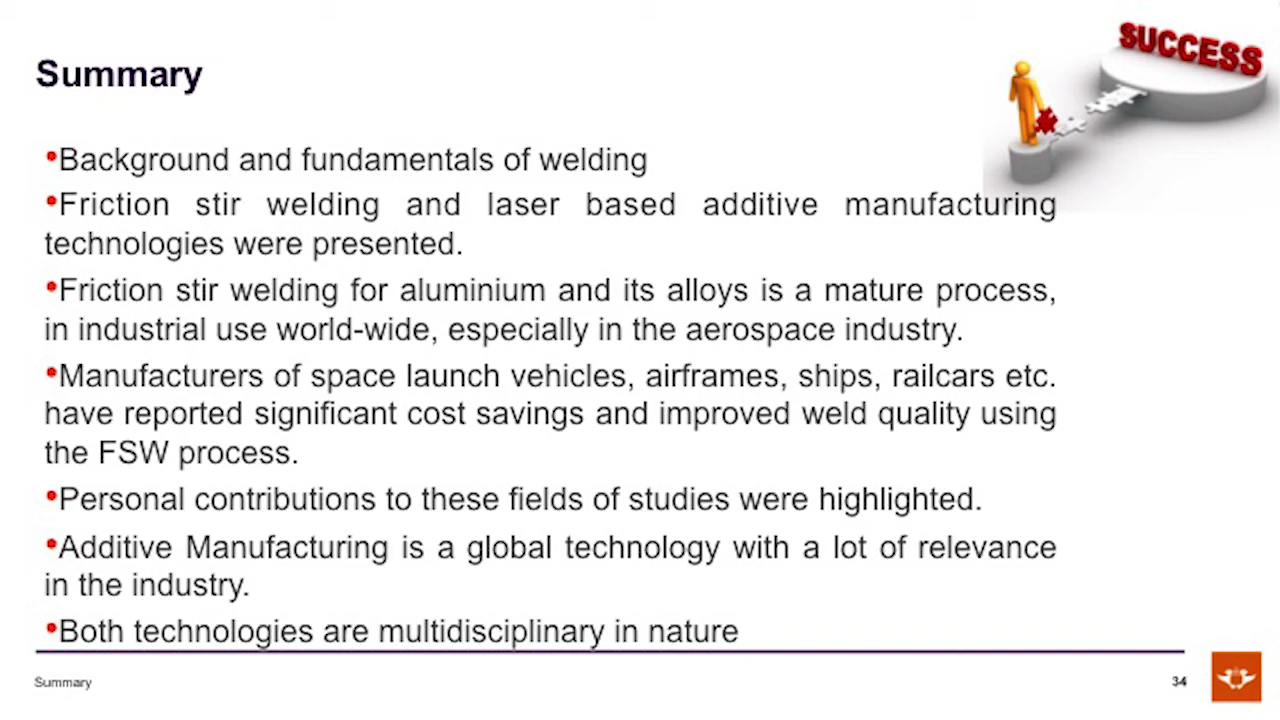 SUCCESS
Summary
•Background and fundamentals of welding
•Friction stir welding and laser based additive manufacturing
technologies were presented.
•Friction stir welding for aluminium and its alloys is a mature process,
in industrial use world-wide, especially in the aerospace industry.
•Manufacturers of space launch vehicles, airframes, ships, railcars etc.
have reported significant cost savings and improved weld quality using
the FSW process.
•Personal contributions to these fields of studies were highlighted.
•Additive Manufacturing is a global technology with a lot of relevance
in the industry.
•Both technologies are multidisciplinary in nature
Summary
34